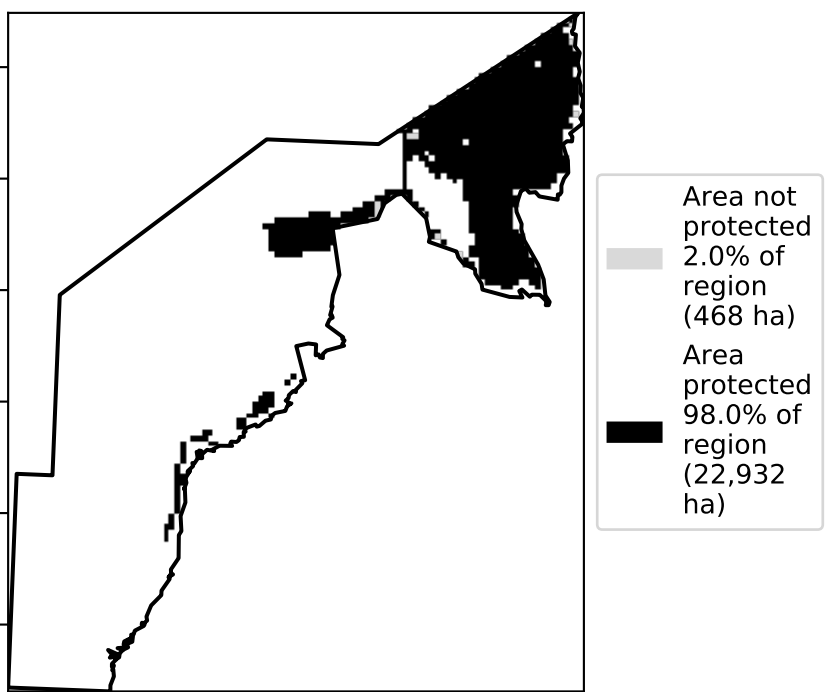 Area not
protected
2.0% of
region
(468 ha)
Area
protected
98.0% of
region
(22,932
ha)